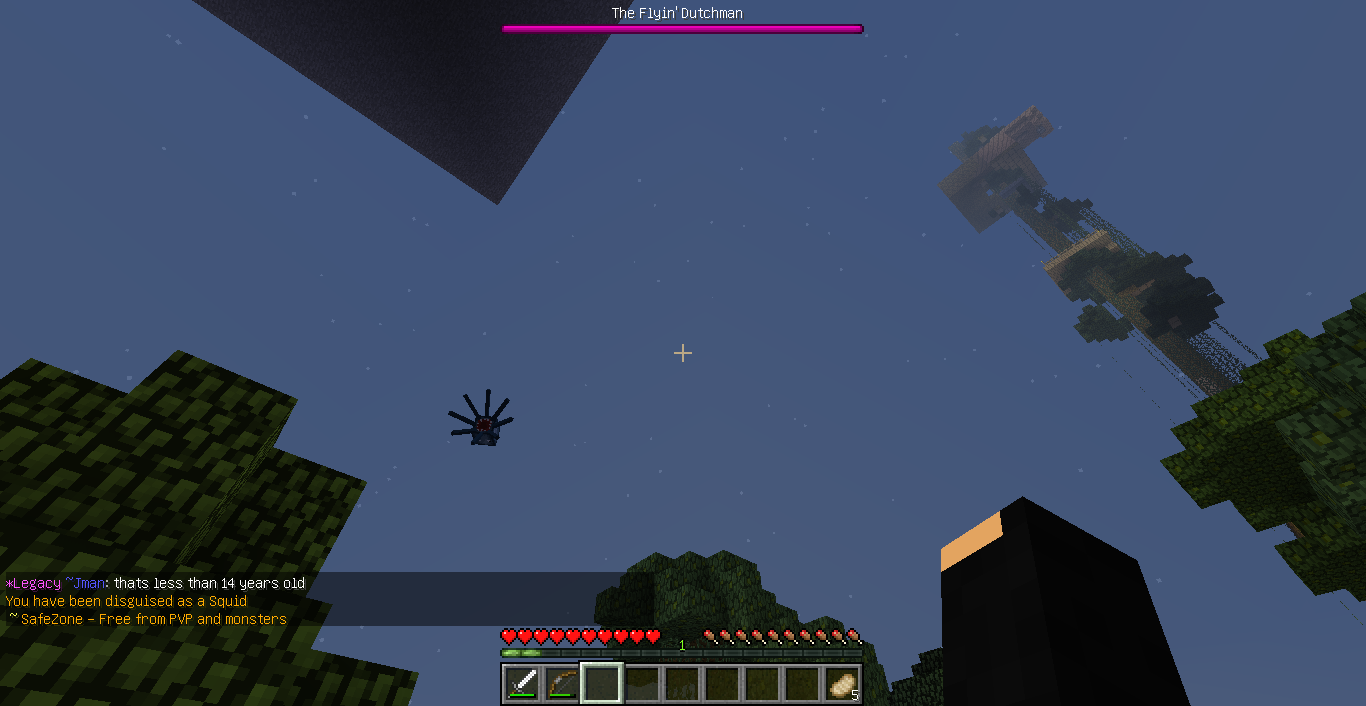 The Flyin' Dutchman
*Legacy ~Jman: thats less than 14 years old
You have been disguised as a Squid
~ SafeZone - Free from PVP and monsters
1
5